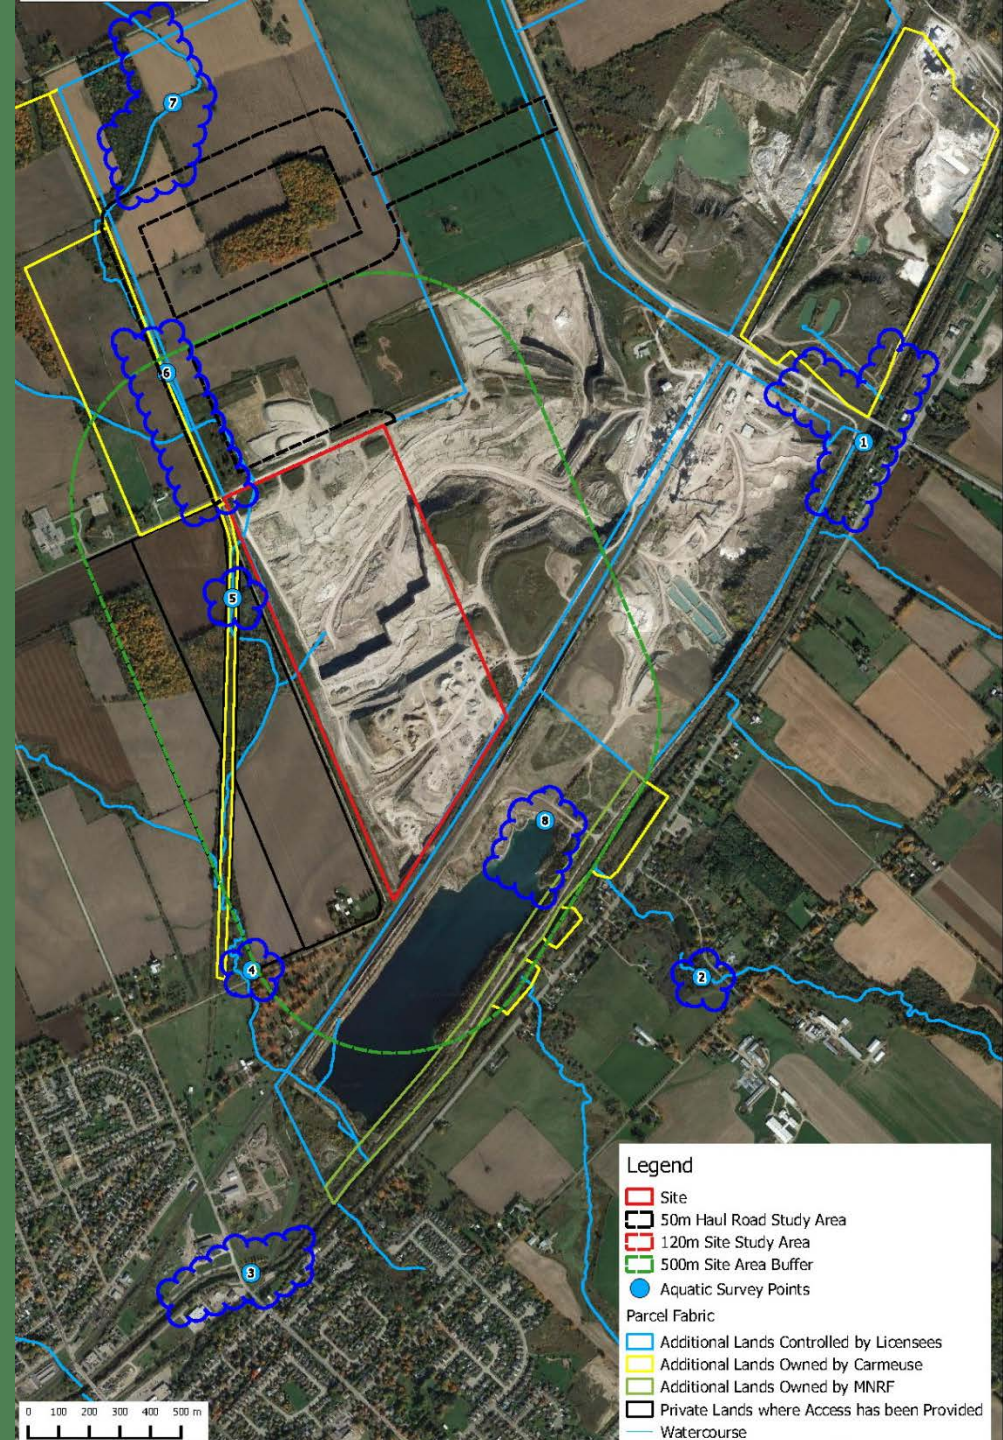 7
6
1
5
8
4
2
3
Legend
Site
50m Haul Road Study Area
120m Site Study Area
500m Site Area Buffer
Aquatic Survey Points
Parcel Fabric
Additional Lands Controlled by Licensees
Additional Lands Owned by Carmeuse
Additional Lands Owned by MNRF
Private Lands where Access has been Provided
Watercourse
0 100 200 300 400 500 m